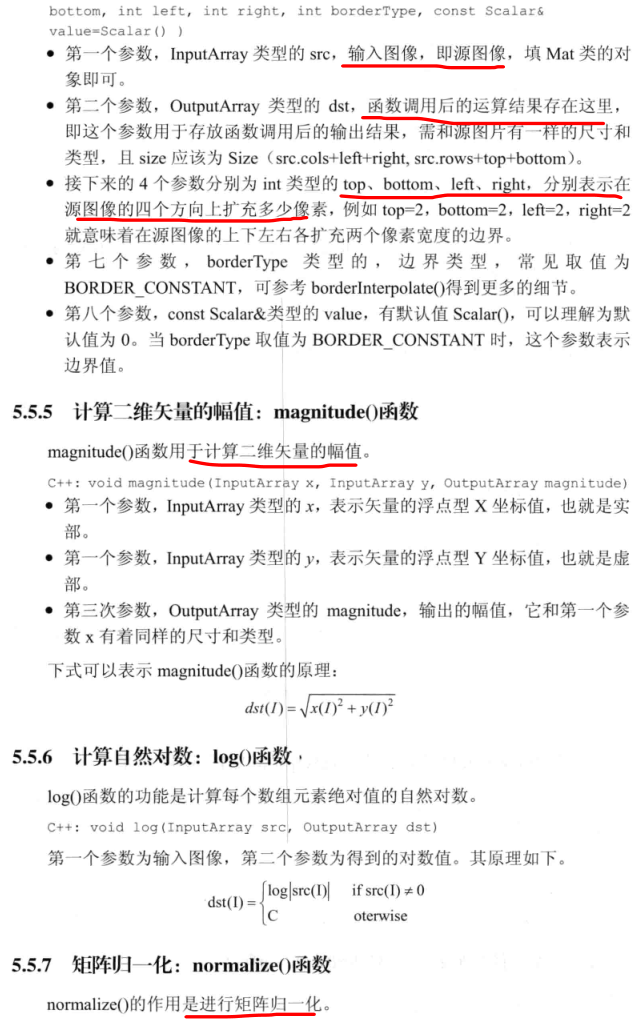 bottom, int left, int right, int borderType, const Scalar&
value=Scalar() )
● 第一个参数，InputArray 类型的 src，输入图像，即源图像，填 Mat 类的对
象即可。
● 第二个参数，OutputArray 类型的 dst，函数调用后的运算结果存在这里，
即这个参数用于存放函数调用后的输出结果，需和源图片有一样的尺寸和
类型，且 size 应该为 Size（src.cols+left+right, src.rows+top+bottom）。
● 接下来的 4 个参数分别为 int 类型的 top、bottom、left、right，分别表示在
源图像的四个方向上扩充多少像素，例如 top=2，bottom=2，left=2，right=2
就意味着在源图像的上下左右各扩充两个像素宽度的边界。
● 第七个参数，borderType 类型的，边界类型，常见取值为
BORDER_CONSTANT，可参考 borderInterpolate()得到更多的细节。
● 第八个参数，const Scalar&类型的 value，有默认值 Scalar()，可以理解为默
认值为 0。当 borderType 取值为 BORDER_CONSTANT 时，这个参数表示
边界值。
5.5.5 计算二维矢量的幅值：magnitude()函数
magnitude()函数用于计算二维矢量的幅值。
C++: void magnitude(InputArray x, InputArray y, OutputArray magnitude)
● 第一个参数，InputArray 类型的 x，表示矢量的浮点型 X 坐标值，也就是实
部。
● 第一个参数，InputArray 类型的 y，表示矢量的浮点型 Y 坐标值，也就是虚
部。
● 第三次参数，OutputArray 类型的 magnitude，输出的幅值，它和第一个参
数 x 有着同样的尺寸和类型。
下式可以表示 magnitude()函数的原理：
dst(I) = √x(I)² + y(I)²
5.5.6 计算自然对数：log()函数
log()函数的功能是计算每个数组元素绝对值的自然对数。
C++: void log(InputArray src, OutputArray dst)
第一个参数为输入图像，第二个参数为得到的对数值。其原理如下。
dst(I) = { log|src(I)| if src(I) ≠ 0
C oterwise
5.5.7 矩阵归一化：normalize()函数
normalize()的作用是进行矩阵归一化。